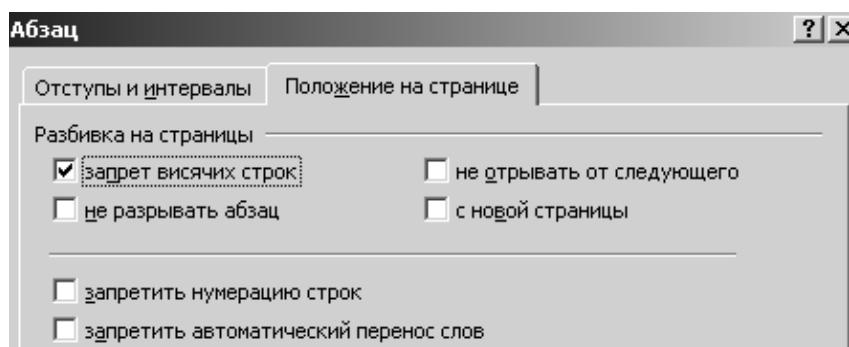 Абзац
Отступы и интервалы Положение на странице
Разбивка на страницы
запрет висячих строк не отрывать от следующего
не разрывать абзац с новой страницы
запретить нумерацию строк
запретить автоматический перенос слов